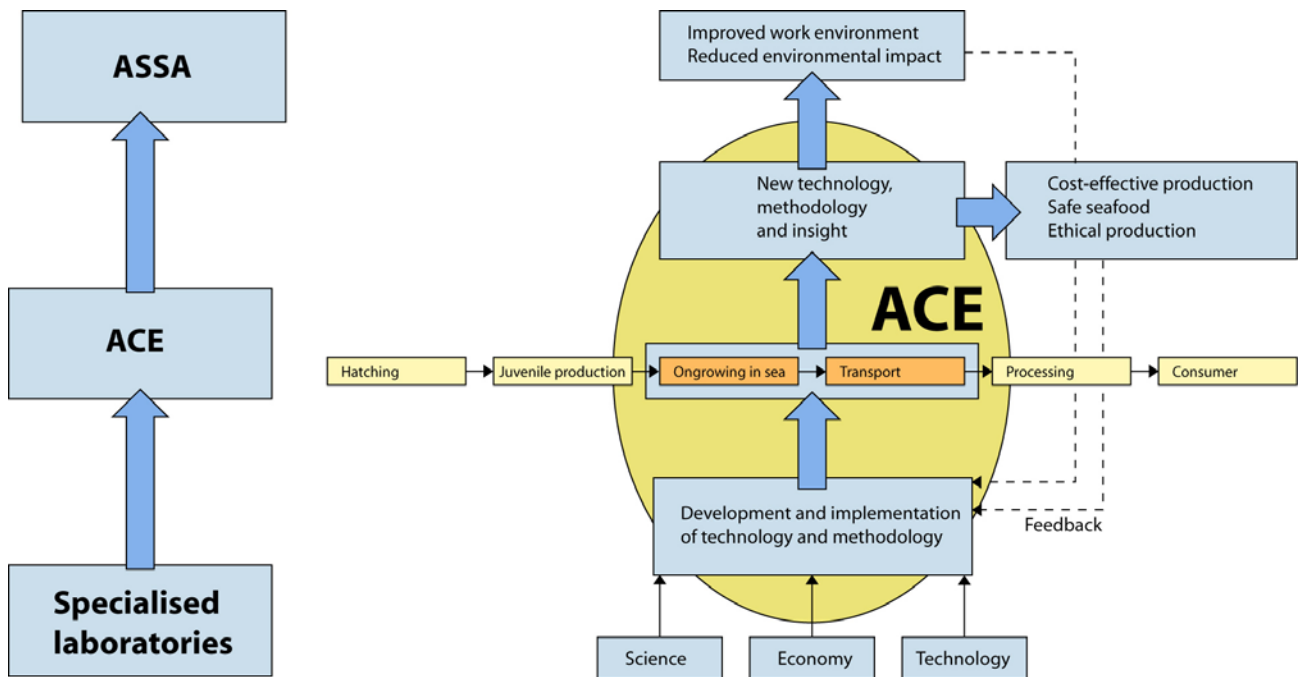 ASSA
ACE
Specialised
laboratories
Improved work environment
Reduced environmental impact
New technology,
methodology
and insight
Cost-effective production
Safe seafood
Ethical production
ACE
Hatching
Juvenile production
Ongrowing in sea
Transport
Processing
Consumer
Development and implementation
of technology and methodology
Feedback
Science
Economy
Technology